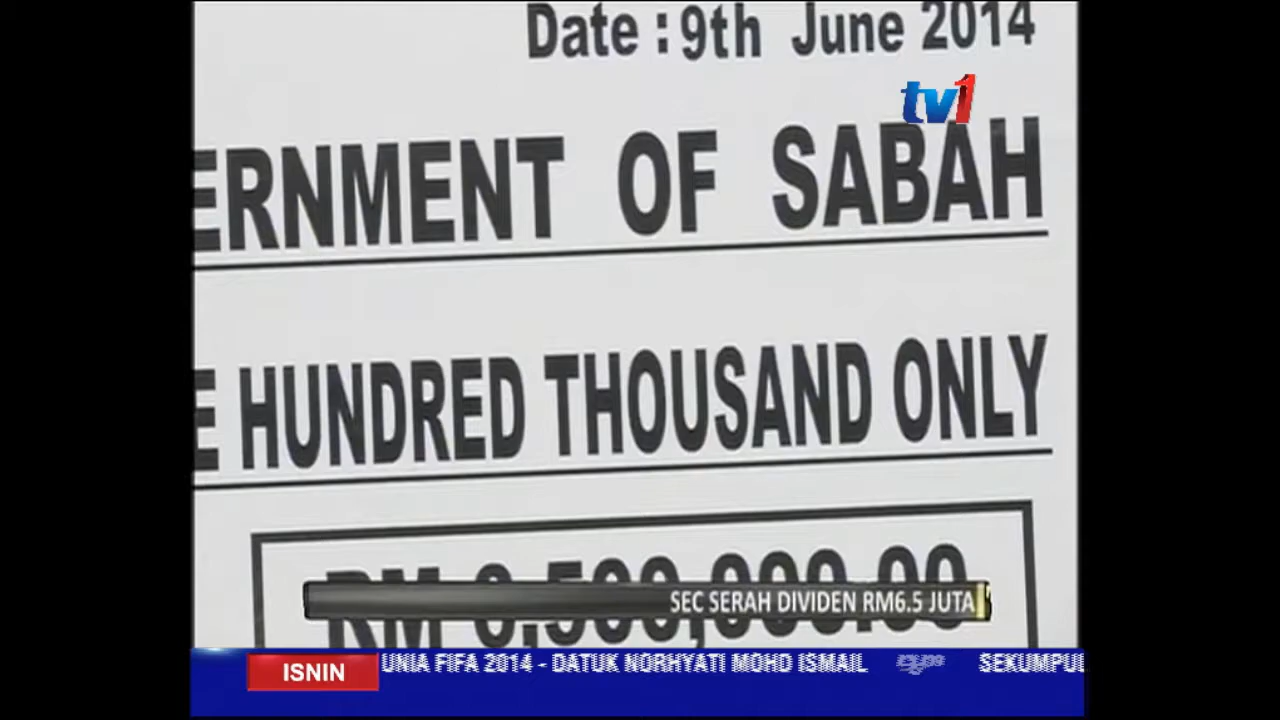 Date : 9th June 2014
tv1
ERNMENT OF SABAH
E HUNDRED THOUSAND ONLY
SEC SERAH DIVIDEN RM6.5 JUTA
ISNIN
UNIA FIFA 2014 - DATUK NORHYATI MOHD ISMAIL
SEKUMPUL